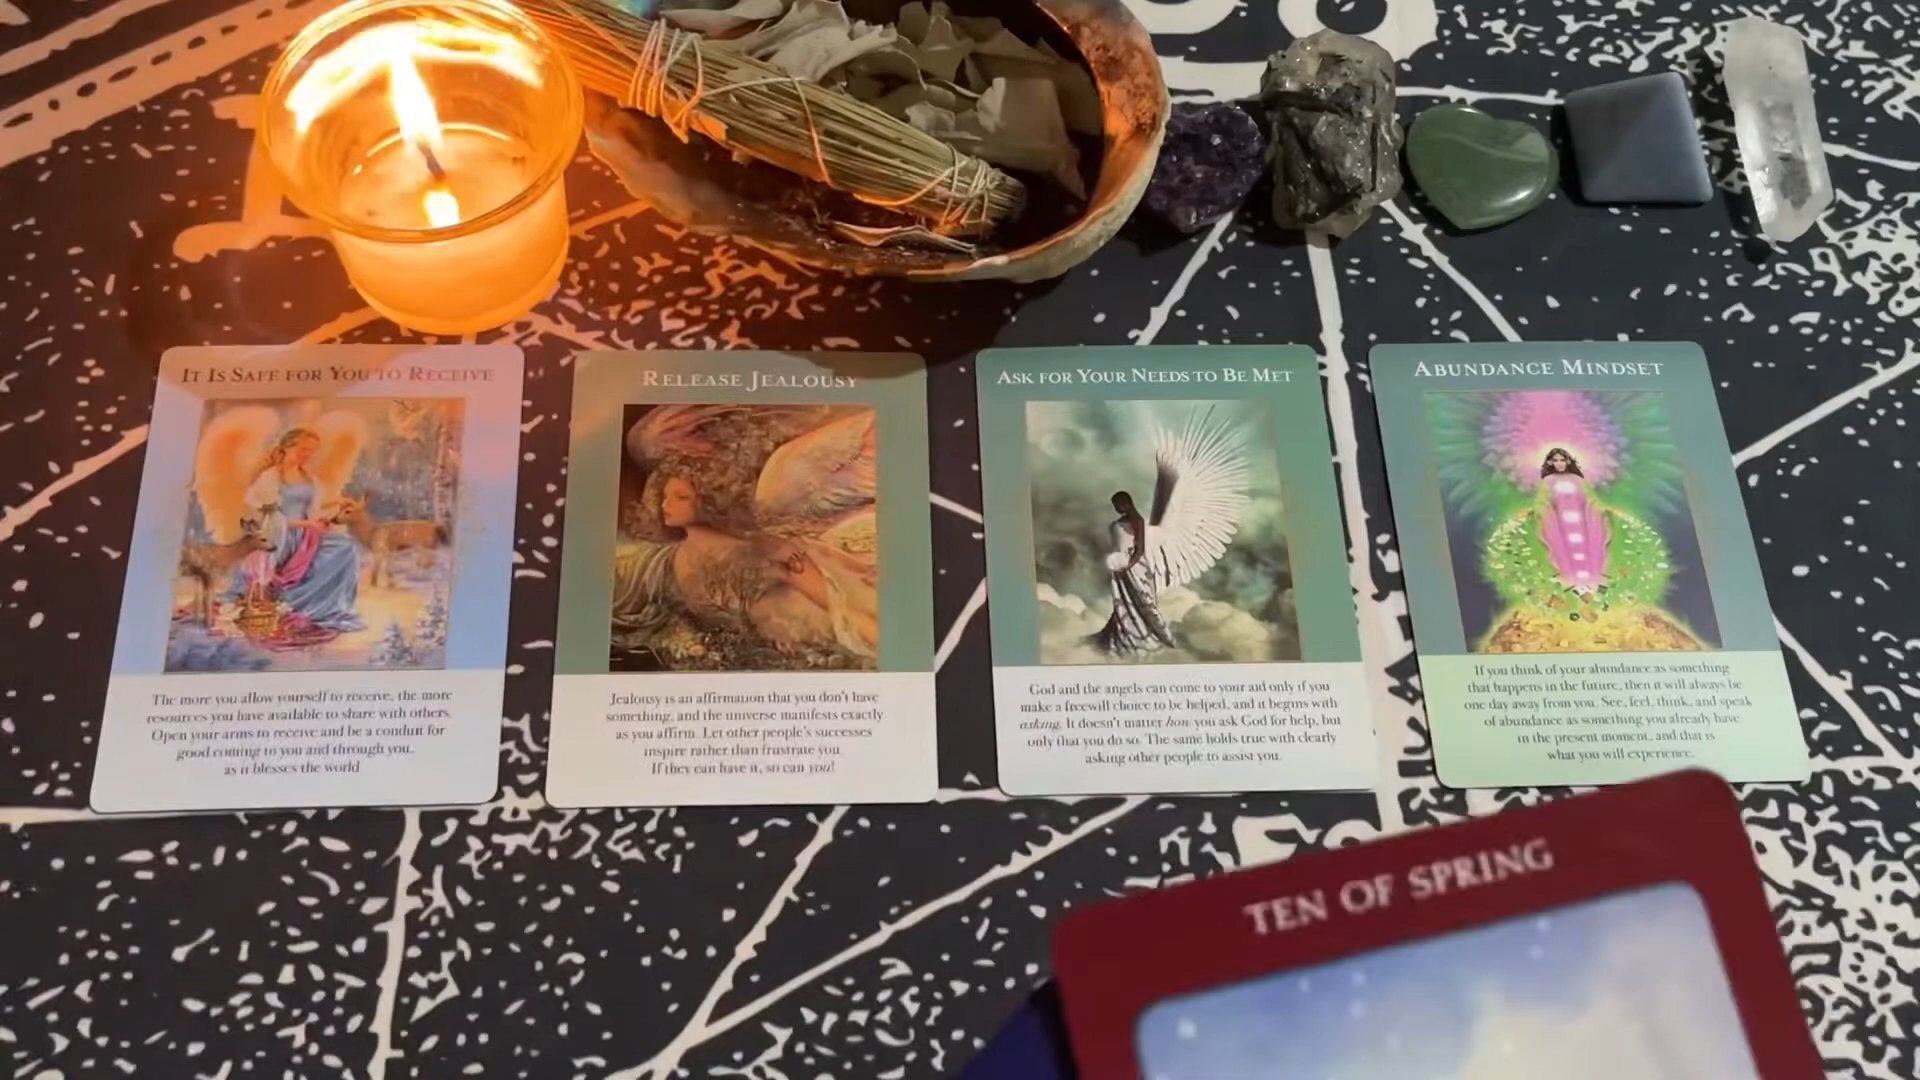 IT IS SAFE FOR YOU TO RECEIVE
The more you allow yourself to receive, the more
resources you have available to share with others.
Open your arms to receive and be a conduit for
good coming to you and through you,
as it blesses the world
RELEASE JEALOUSY
Jealousy is an affirmation that you don't have
something, and the universe manifests exactly
as you affirm. Let other people's successes
inspire rather than frustrate you.
If they can have it, so can you!
ASK FOR YOUR NEEDS TO BE MET
God and the angels can come to your aid only if you
make a freewill choice to be helped, and it begins with
asking. It doesn't matter how you ask God for help, but
only that you do so. The same holds true with clearly
asking other people to assist you.
ABUNDANCE MINDSET
If you think of your abundance as something
that happens in the future, then it will always be
one day away from you. See, feel, think, and speak
of abundance as something you already have
in the present moment, and that is
what you will experience.
TEN OF SPRING